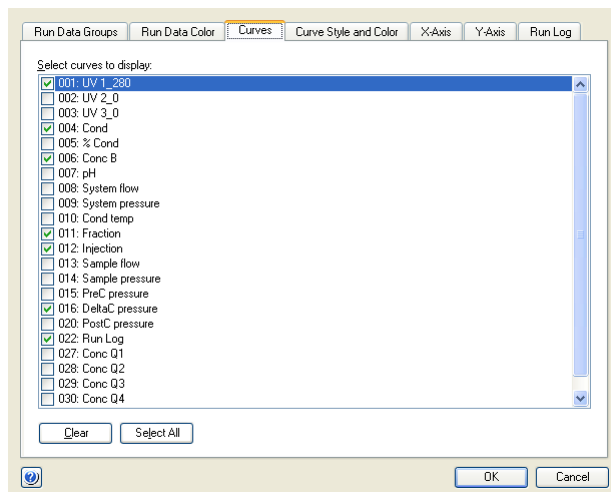 Run Data Groups Run Data Color Curves Curve Style and Color X-Axis Y-Axis Run Log
Select curves to display:
001: UV 1_280
002: UV 2_0
003: UV 3_0
004: Cond
005: % Cond
006: Conc B
007: pH
008: System flow
009: System pressure
010: Cond temp
011: Fraction
012: Injection
013: Sample flow
014: Sample pressure
015: PreC pressure
016: DeltaC pressure
020: PostC pressure
022: Run Log
027: Conc Q1
028: Conc Q2
029: Conc Q3
030: Conc Q4
Clear Select All
? OK Cancel